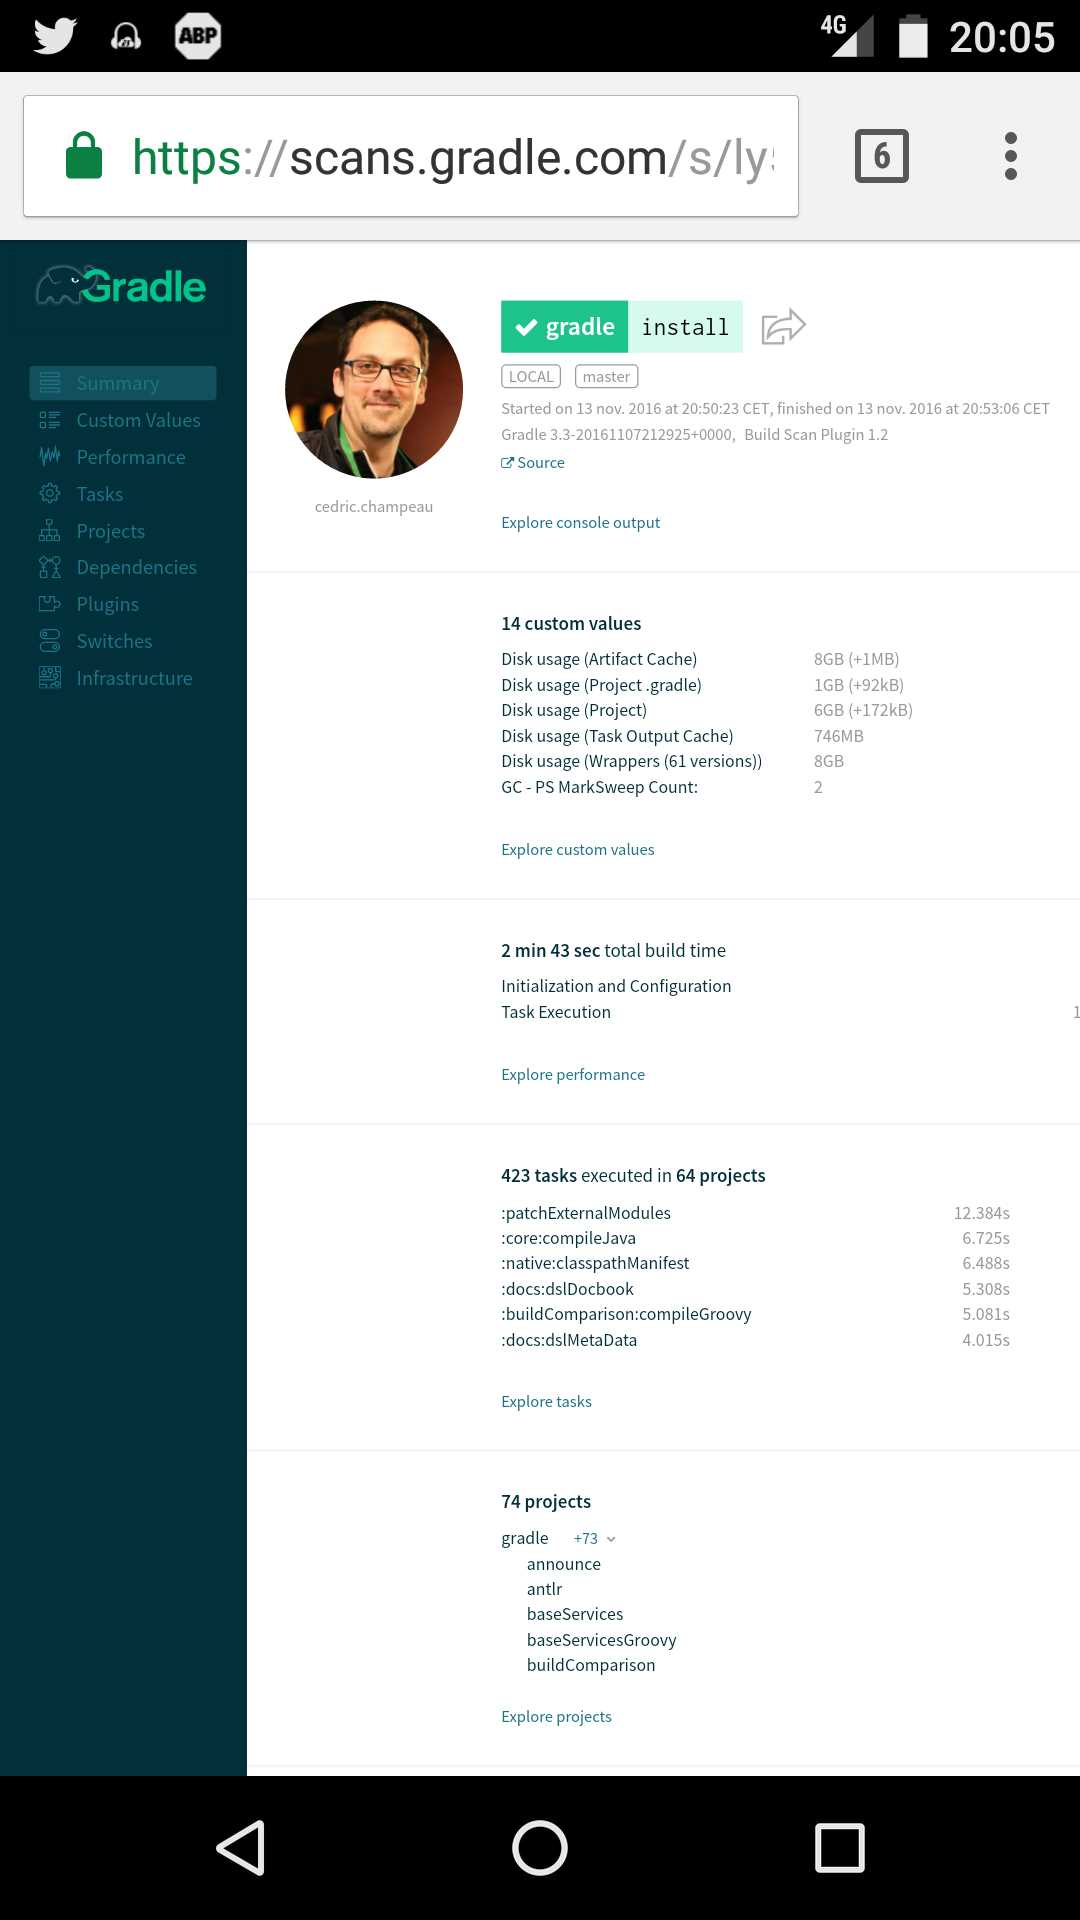 ABP
4G
20:05
https://scans.gradle.com/s/ly
6
Gradle
Summary
Custom Values
Performance
Tasks
Projects
Dependencies
Plugins
Switches
Infrastructure
gradle install
LOCAL master
Started on 13 nov. 2016 at 20:50:23 CET, finished on 13 nov. 2016 at 20:53:06 CET
Gradle 3.3-20161107212925+0000, Build Scan Plugin 1.2
Source
cedric.champeau
Explore console output
14 custom values
Disk usage (Artifact Cache) 8GB (+1MB)
Disk usage (Project .gradle) 1GB (+92kB)
Disk usage (Project) 6GB (+172kB)
Disk usage (Task Output Cache) 746MB
Disk usage (Wrappers (61 versions)) 8GB
GC - PS MarkSweep Count: 2
Explore custom values
2 min 43 sec total build time
Initialization and Configuration
Task Execution 1
Explore performance
423 tasks executed in 64 projects
:patchExternalModules 12.384s
:core:compileJava 6.725s
:native:classpathManifest 6.488s
:docs:dslDocbook 5.308s
:buildComparison:compileGroovy 5.081s
:docs:dslMetaData 4.015s
Explore tasks
74 projects
gradle +73
announce
antlr
baseServices
baseServicesGroovy
buildComparison
Explore projects